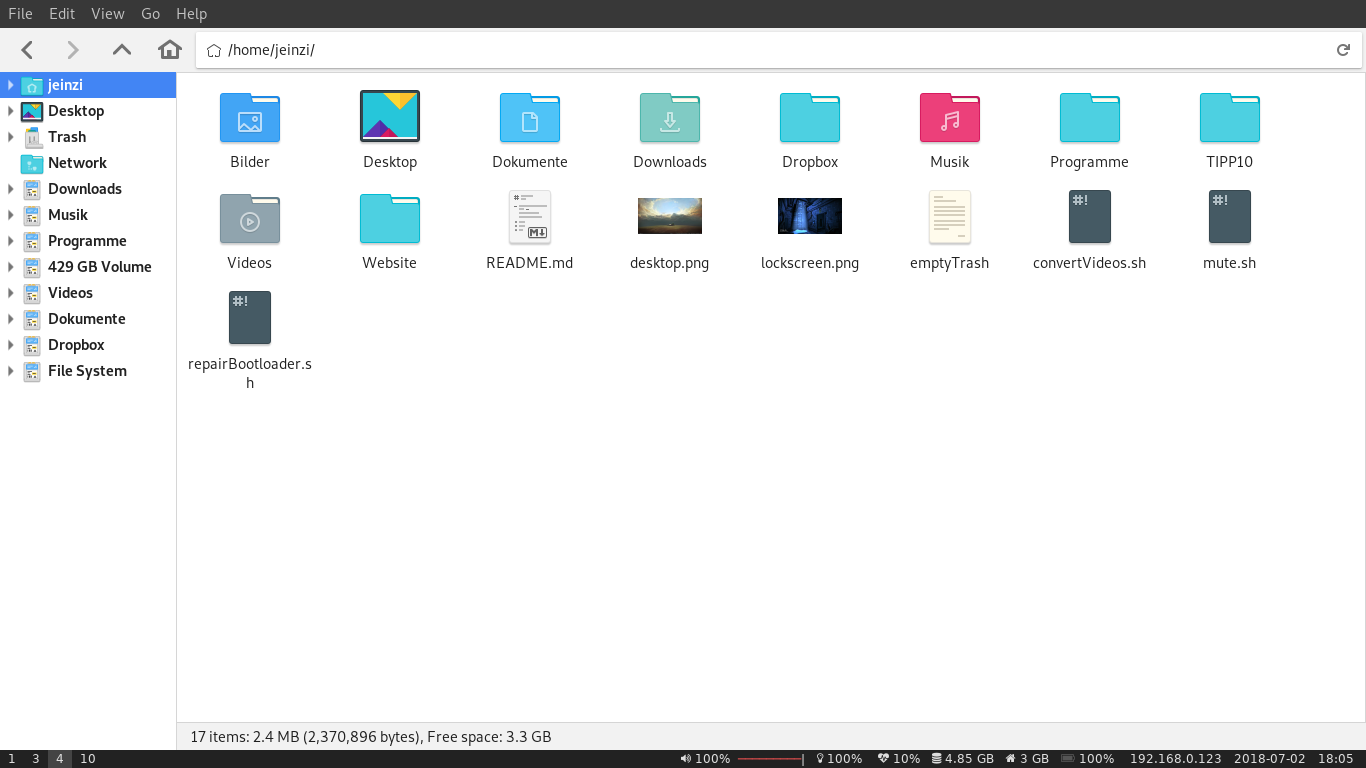 File Edit View Go Help
/home/jeinzi/
jeinzi
Desktop
Trash
Network
Downloads
Musik
Programme
429 GB Volume
Videos
Dokumente
Dropbox
File System
Bilder Desktop Dokumente Downloads Dropbox Musik Programme TIPP10
Videos Website README.md desktop.png lockscreen.png emptyTrash convertVideos.sh mute.sh
repairBootloader.s
h
17 items: 2.4 MB (2,370,896 bytes), Free space: 3.3 GB
1 3 4 10 100% 100% 10% 4.85 GB 3 GB 100% 192.168.0.123 2018-07-02 18:05